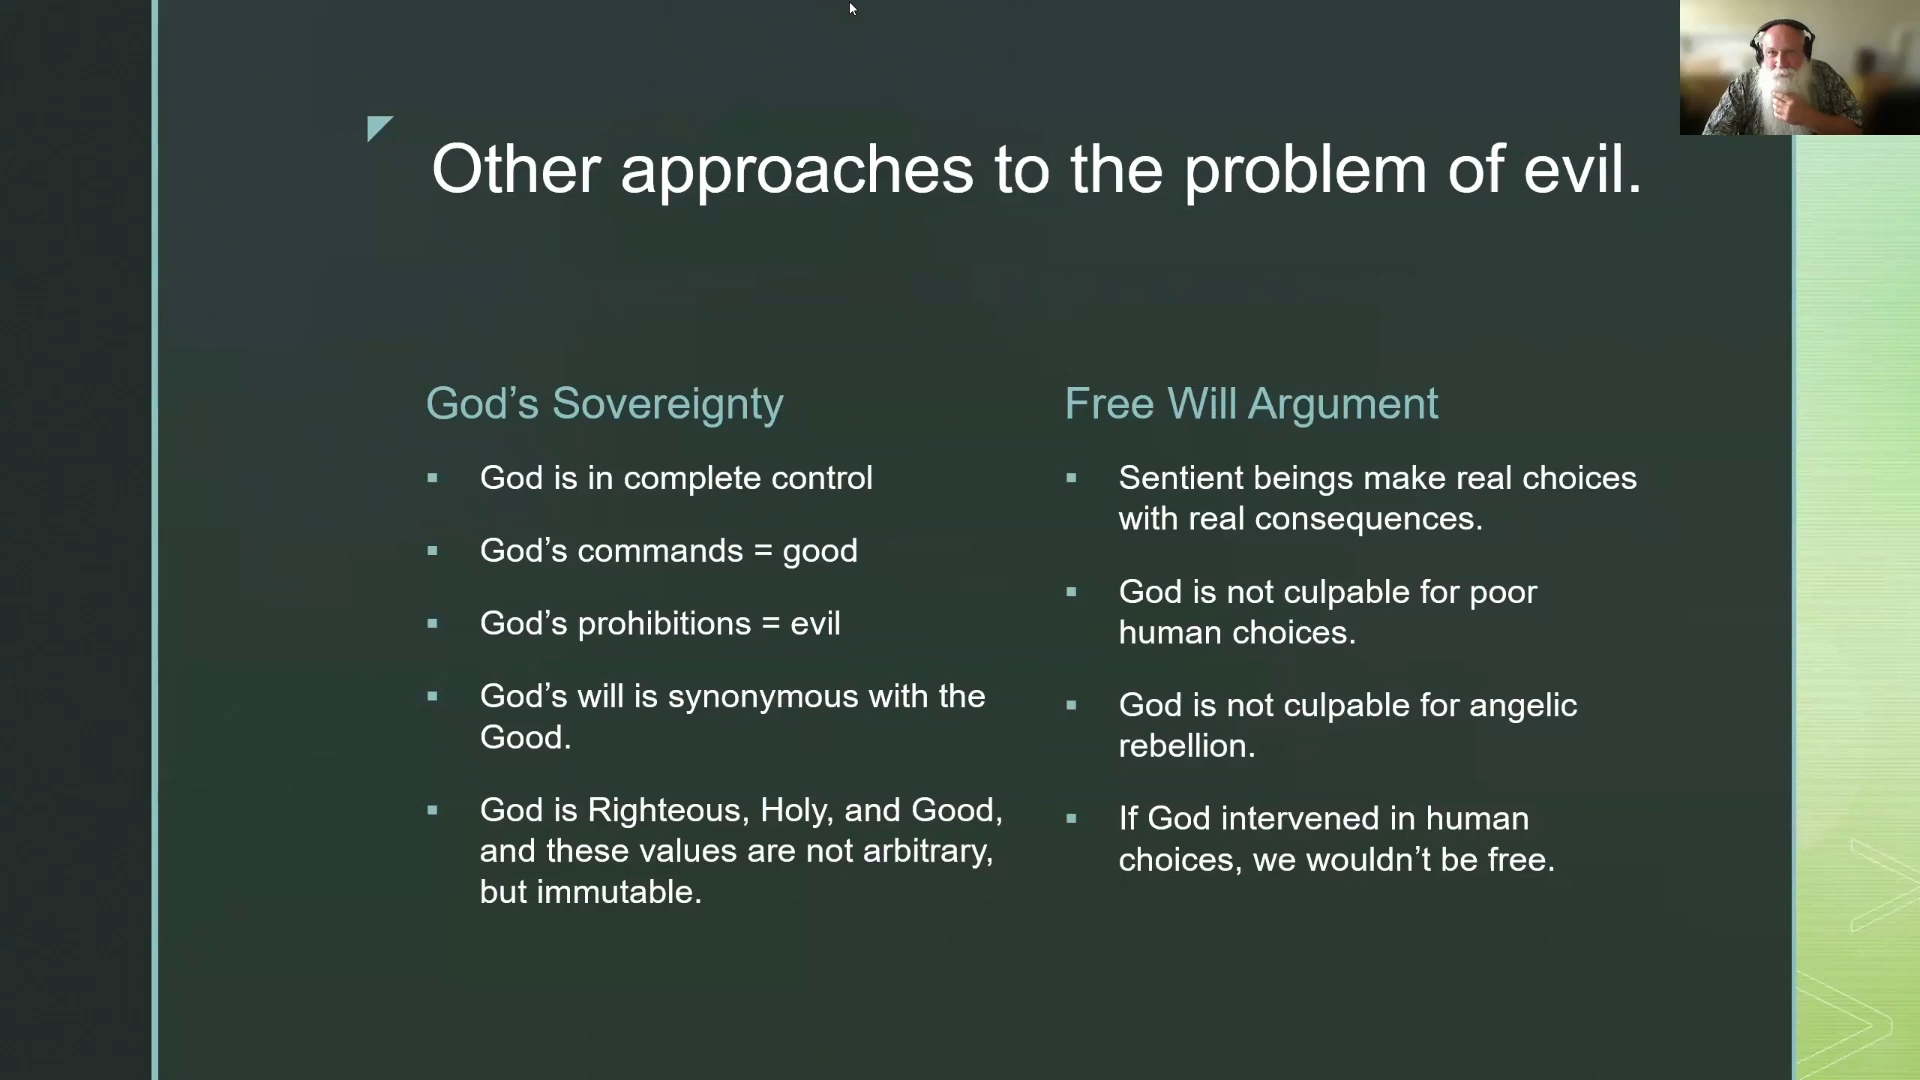 Other approaches to the problem of evil.
God’s Sovereignty
▪ God is in complete control
▪ God’s commands = good
▪ God’s prohibitions = evil
▪ God’s will is synonymous with the
Good.
▪ God is Righteous, Holy, and Good,
and these values are not arbitrary,
but immutable.
Free Will Argument
▪ Sentient beings make real choices
with real consequences.
▪ God is not culpable for poor
human choices.
▪ God is not culpable for angelic
rebellion.
▪ If God intervened in human
choices, we wouldn’t be free.